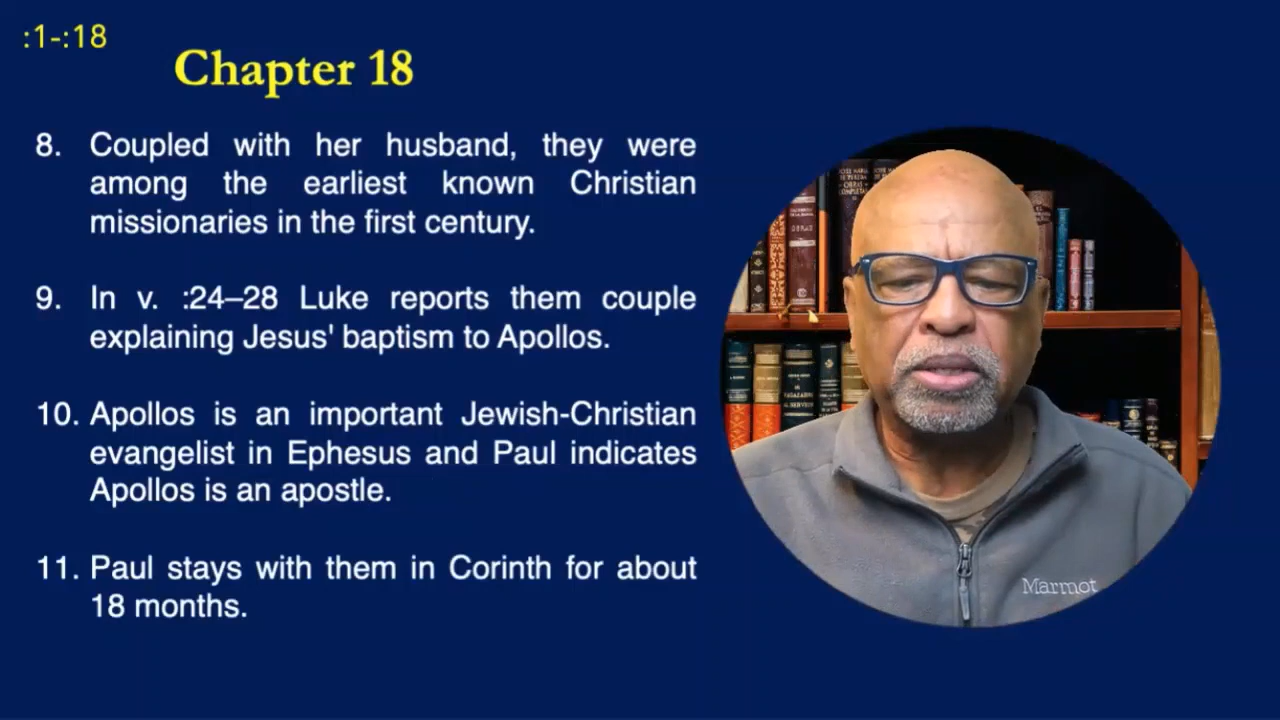 :1-:18
Chapter 18
8. Coupled with her husband, they were
among the earliest known Christian
missionaries in the first century.
9. In v. :24–28 Luke reports them couple
explaining Jesus' baptism to Apollos.
10. Apollos is an important Jewish-Christian
evangelist in Ephesus and Paul indicates
Apollos is an apostle.
11. Paul stays with them in Corinth for about
18 months.
OBRAS
Marmot